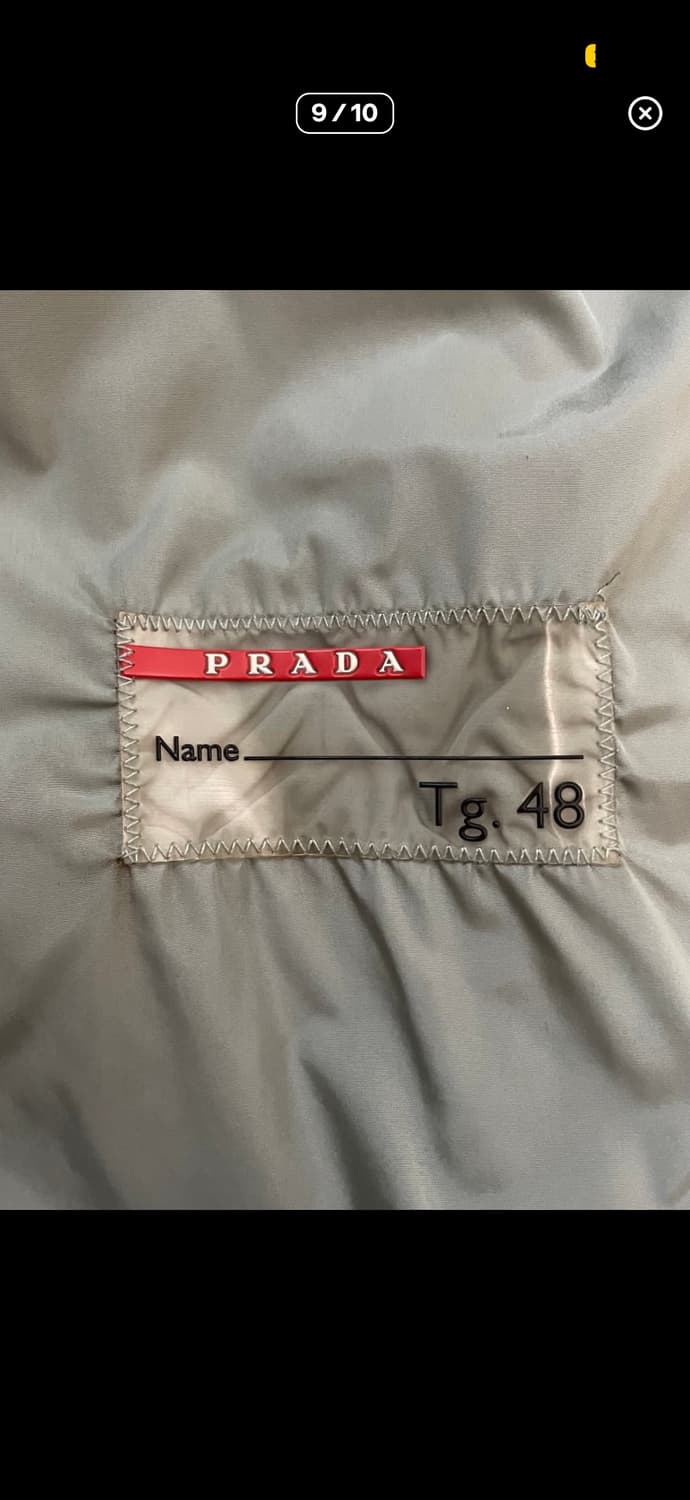 9/10
PRADA
Name
Tg. 48